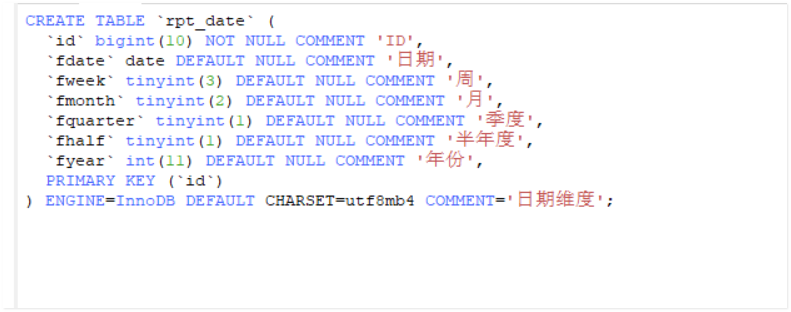 CREATE TABLE `rpt_date` (
`id` bigint(10) NOT NULL COMMENT 'ID',
`fdate` date DEFAULT NULL COMMENT '日期',
`fweek` tinyint(3) DEFAULT NULL COMMENT '周',
`fmonth` tinyint(2) DEFAULT NULL COMMENT '月',
`fquarter` tinyint(1) DEFAULT NULL COMMENT '季度',
`fhalf` tinyint(1) DEFAULT NULL COMMENT '半年度',
`fyear` int(11) DEFAULT NULL COMMENT '年份',
PRIMARY KEY (`id`)
) ENGINE=InnoDB DEFAULT CHARSET=utf8mb4 COMMENT='日期维度';